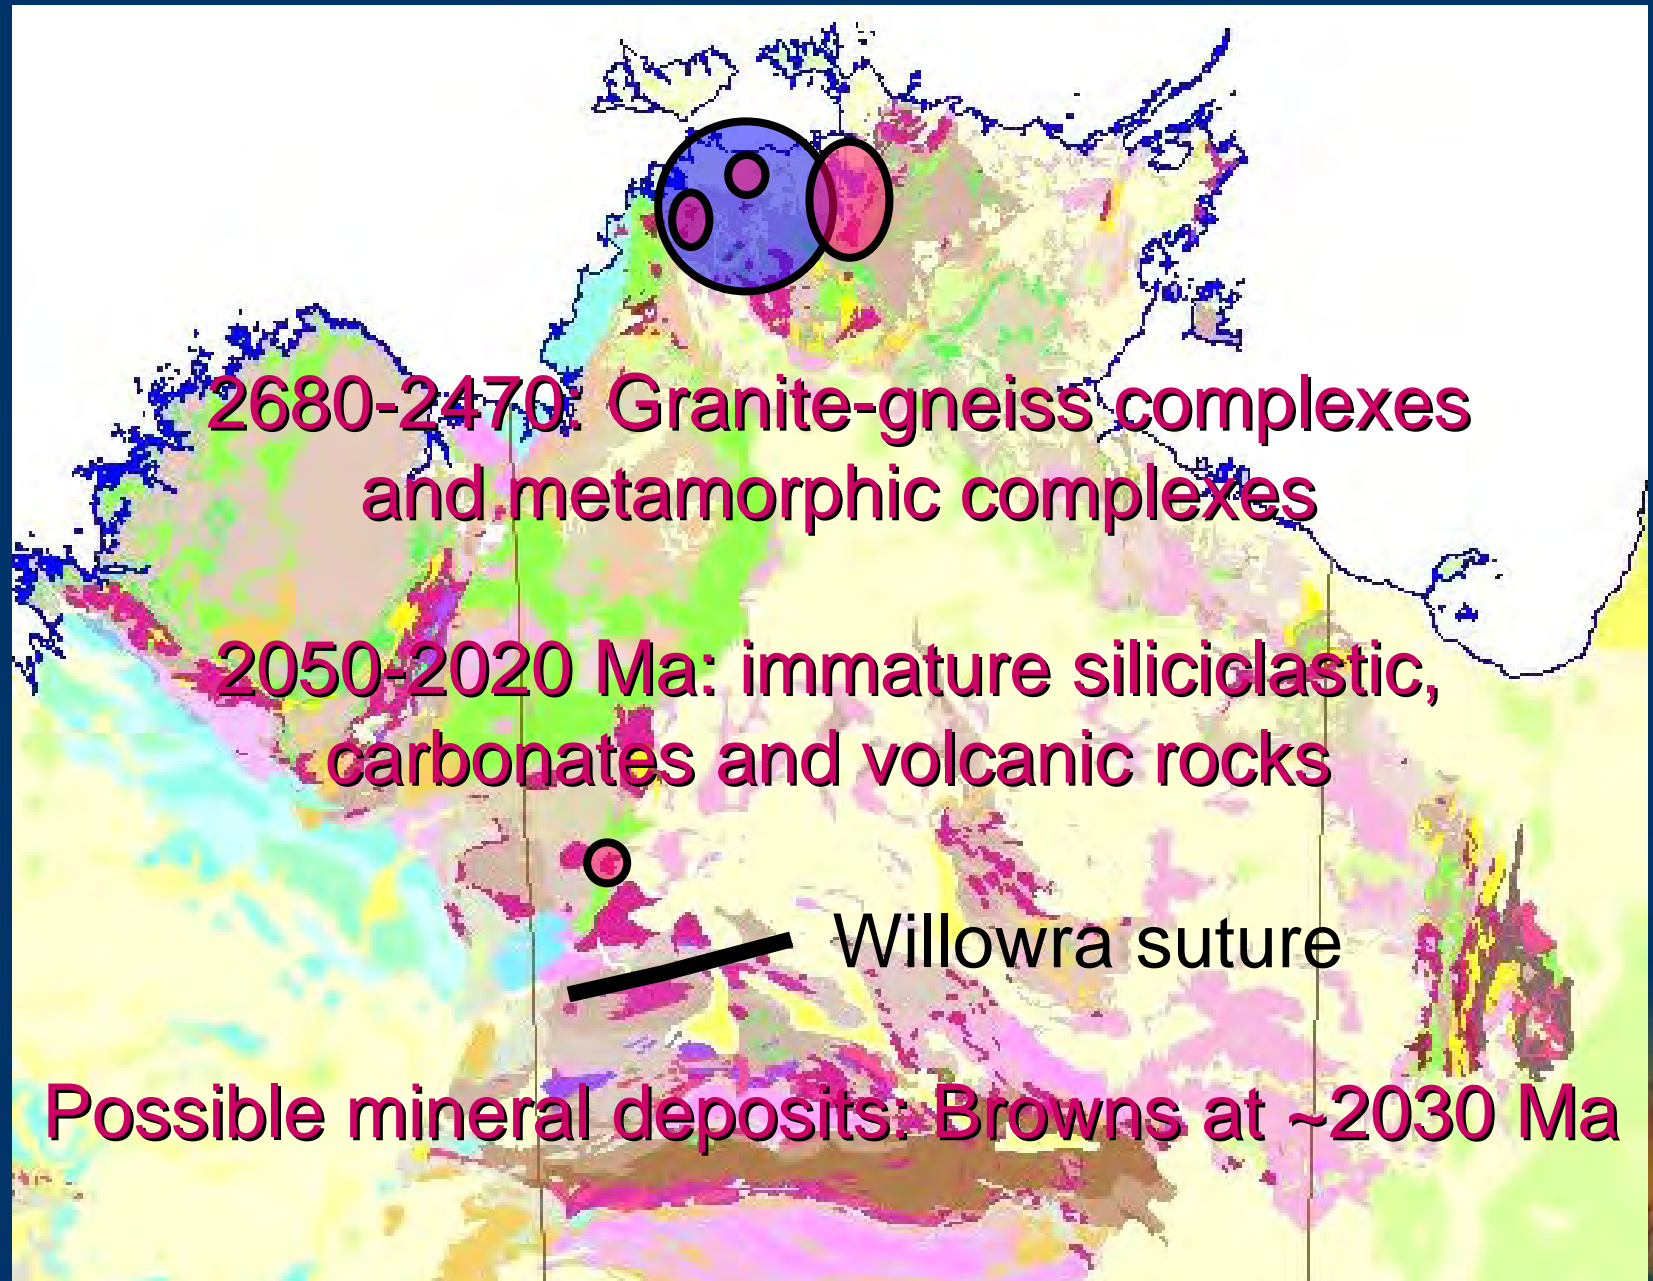 2680-2470: Granite-gneiss complexes
and metamorphic complexes
2050-2020 Ma: immature siliciclastic,
carbonates and volcanic rocks
Willowra suture
Possible mineral deposits: Browns at ~2030 Ma